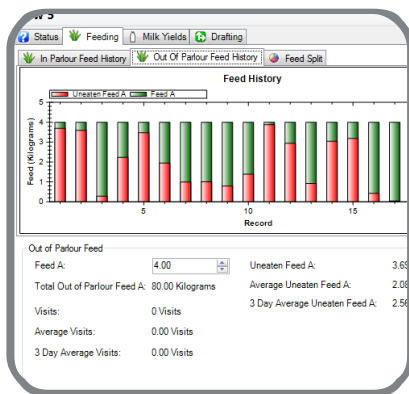 Status Feeding Milk Yields Drafting
In Parlour Feed History Out Of Parlour Feed History Feed Split
Feed History
Uneaten Feed A Feed A
Feed (Kilograms)
5
4
3
2
1
0
5 10 15
Record
Out of Parlour Feed
Feed A: 4.00 Uneaten Feed A: 3.69
Total Out of Parlour Feed A: 80.00 Kilograms Average Uneaten Feed A: 2.08
Visits: 0 Visits 3 Day Average Uneaten Feed A: 2.56
Average Visits: 0.00 Visits
3 Day Average Visits: 0.00 Visits